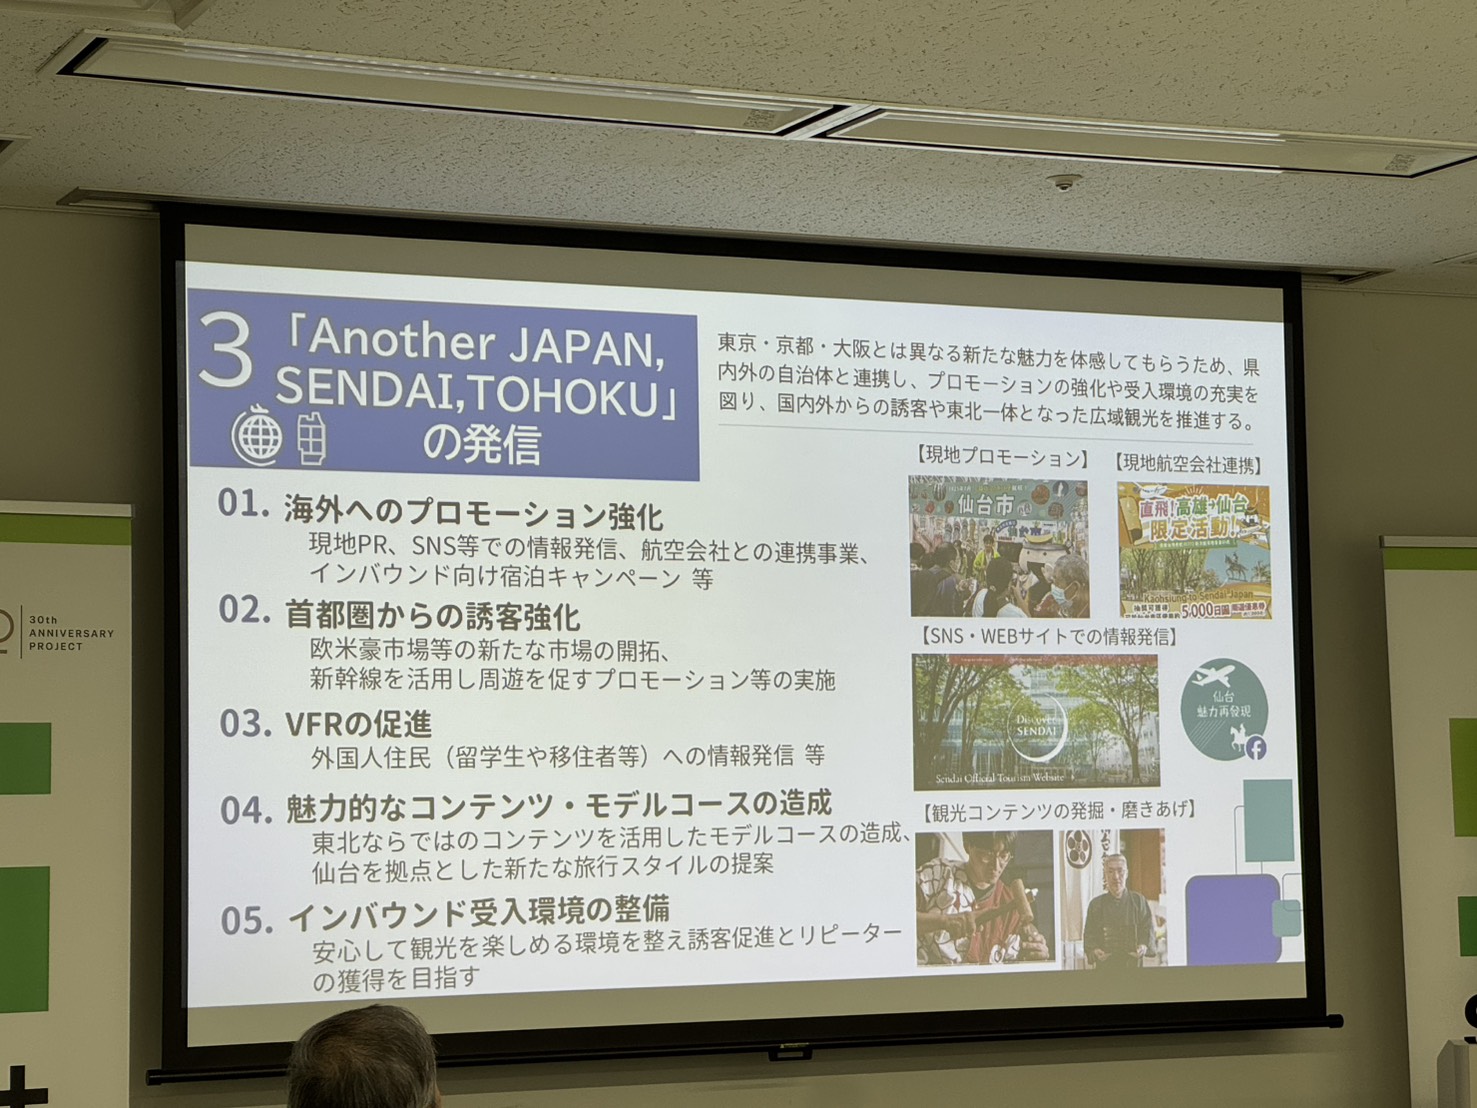 3
「Another JAPAN,
SENDAI,TOHOKU」
の発信
東京・京都・大阪とは異なる新たな魅力を体感してもらうため、県
内外の自治体と連携し、プロモーションの強化や受入環境の充実を
図り、国内外からの誘客や東北一体となった広域観光を推進する。
01. 海外へのプロモーション強化
現地PR、SNS等での情報発信、航空会社との連携事業、
インバウンド向け宿泊キャンペーン 等
02. 首都圏からの誘客強化
欧米豪市場等の新たな市場の開拓、
新幹線を活用し周遊を促すプロモーション等の実施
03. VFRの促進
外国人住民（留学生や移住者等）への情報発信 等
04. 魅力的なコンテンツ・モデルコースの造成
東北ならではのコンテンツを活用したモデルコースの造成、
仙台を拠点とした新たな旅行スタイルの提案
05. インバウンド受入環境の整備
安心して観光を楽しめる環境を整え誘客促進とリピーター
の獲得を目指す
【現地プロモーション】
仙台市
【現地航空会社連携】
直飛!高雄→仙台
限定活動!
Kaohsiung to Sendai Japan
5,000日圓
【SNS・WEBサイトでの情報発信】
DISCOVER
SENDAI
Sendai Official Tourism Website
仙台
魅力再發現
f
【観光コンテンツの発掘・磨きあげ】
30th
ANNIVERSARY
PROJECT